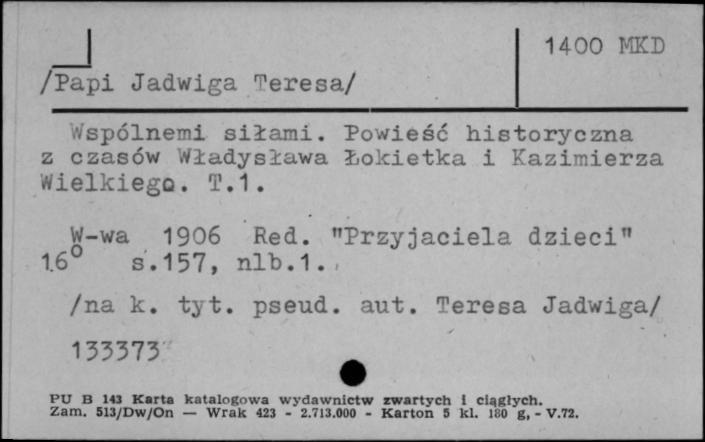 1400 MKD
/Papi Jadwiga Teresa/
Wspólnemi siłami. Powieść historyczna
z czasów Władysława Łokietka i Kazimierza
Wielkiego. T.1.
W-wa 1906 Red. "Przyjaciela dzieci"
16° s.157, nlb.1.
/na k. tyt. pseud. aut. Teresa Jadwiga/
133373
PU B 143 Karta katalogowa wydawnictw zwartych i ciągłych.
Zam. 513/Dw/On — Wrak 423 - 2.713.000 - Karton 5 kl. 180 g, - V.72.